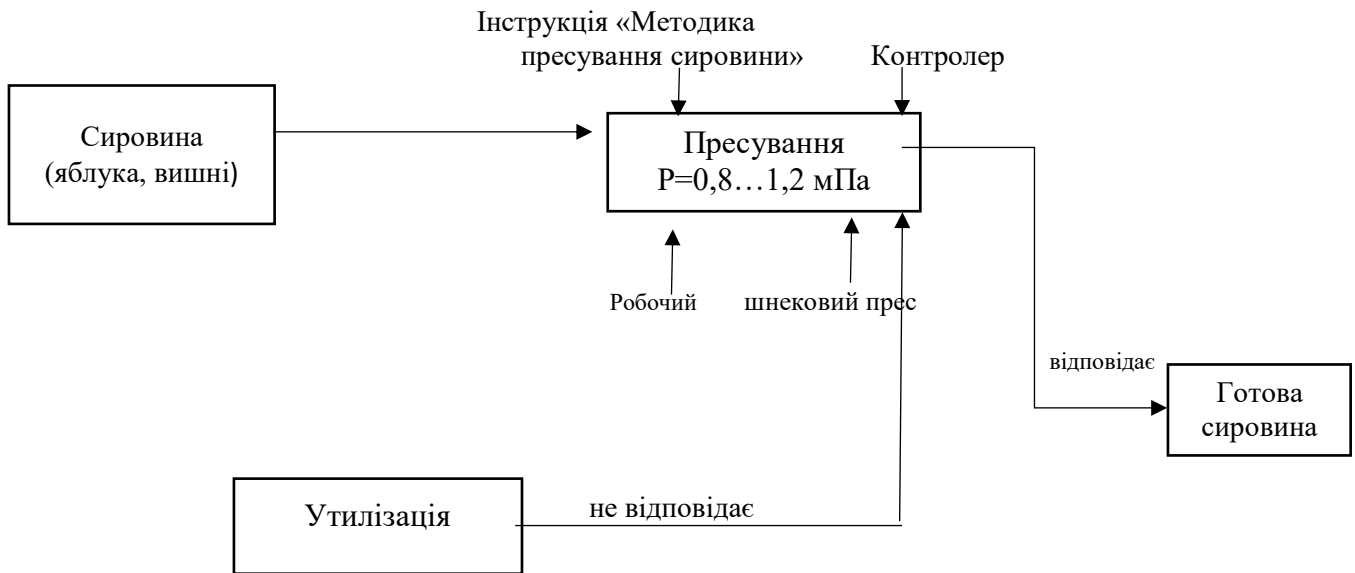 Інструкція «Методика
пресування сировини»
Контролер
Сировина
(яблука, вишні)
Пресування
Р=0,8…1,2 мПа
Робочий
шнековий прес
відповідає
Готова
сировина
Утилізація
не відповідає